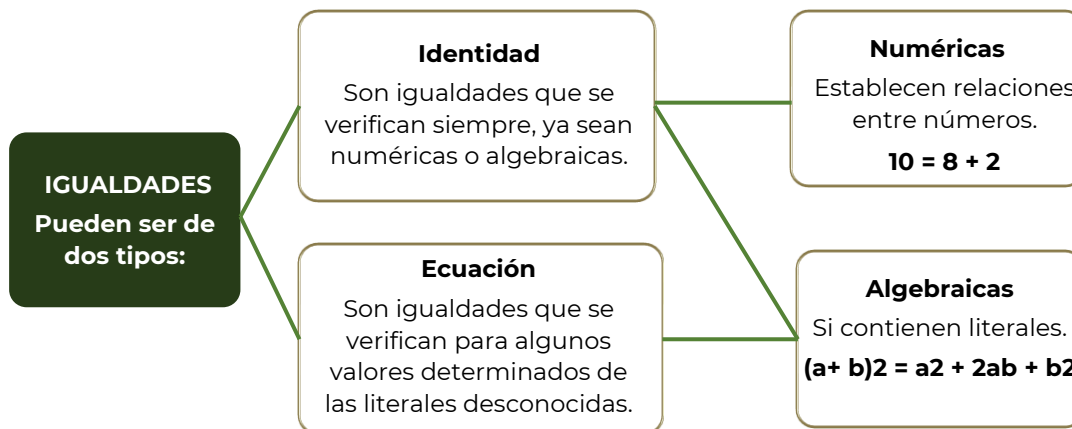 IGUALDADES
Pueden ser de
dos tipos:
Identidad
Son igualdades que se
verifican siempre, ya sean
numéricas o algebraicas.
Ecuación
Son igualdades que se
verifican para algunos
valores determinados de
las literales desconocidas.
Numéricas
Establecen relaciones
entre números.
10 = 8 + 2
Algebraicas
Si contienen literales.
(a+ b)2 = a2 + 2ab + b2